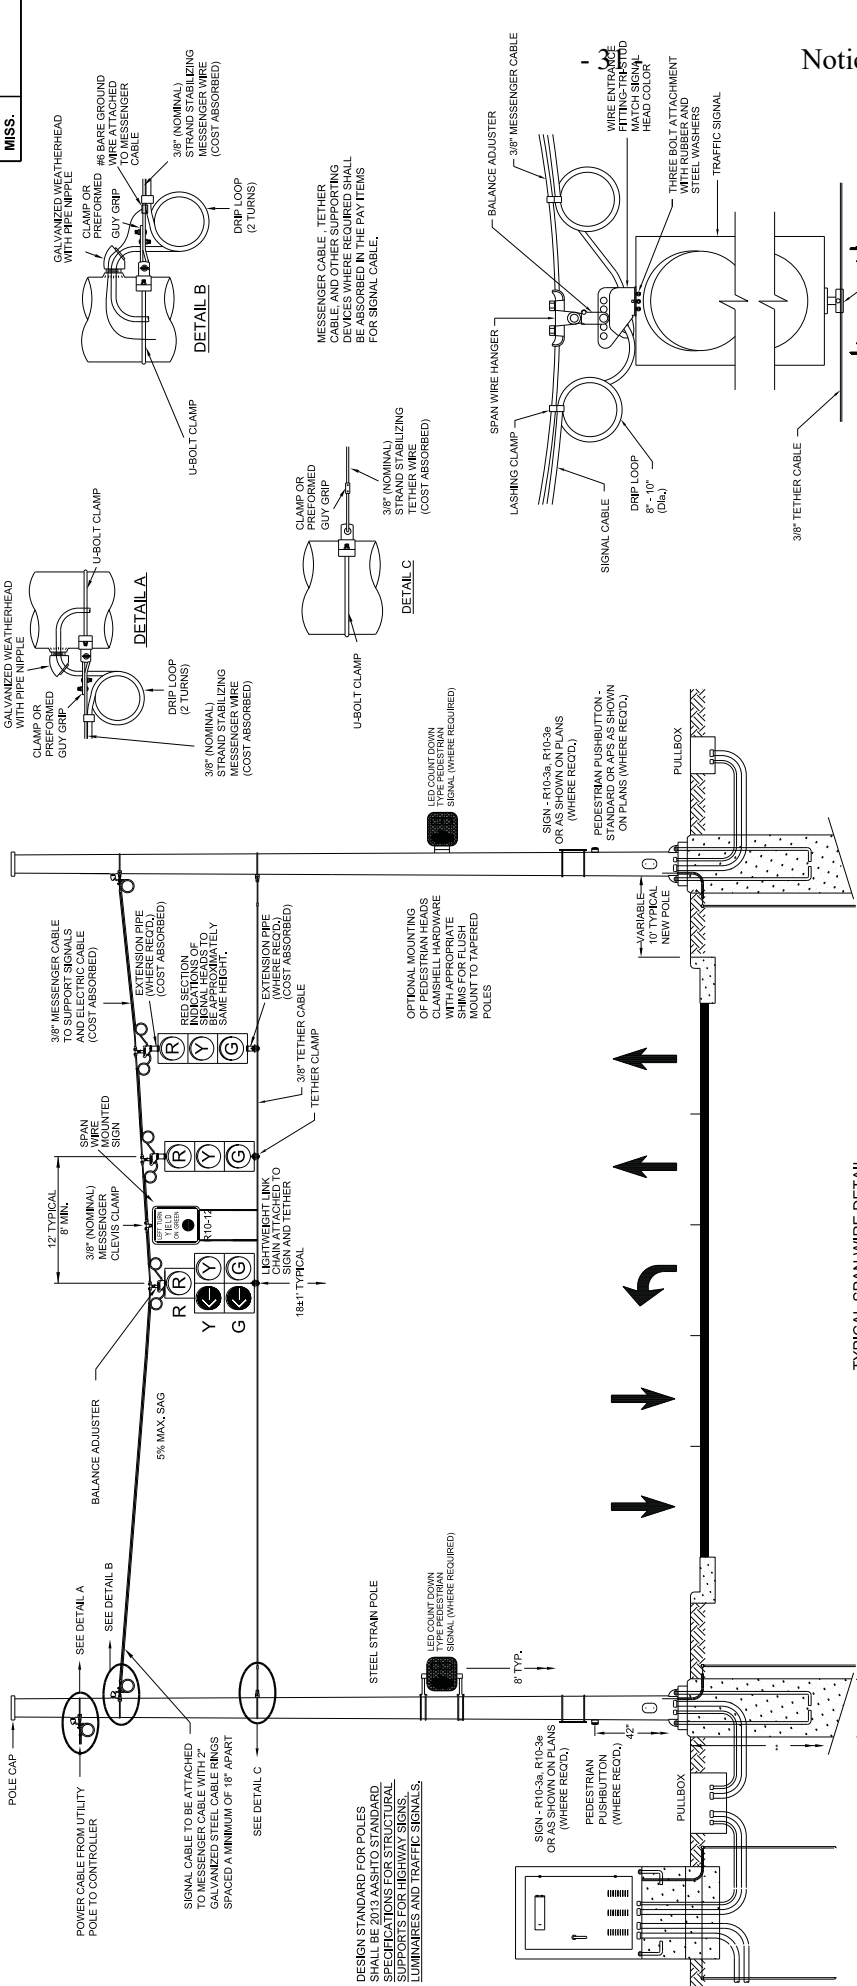 MISS.
- 31 -
Notic
POLE CAP
POWER CABLE FROM UTILITY
POLE TO CONTROLLER
SEE DETAIL A
SEE DETAIL B
SIGNAL CABLE TO BE ATTACHED
TO MESSENGER CABLE WITH 2"
GALVANIZED STEEL CABLE RINGS
SPACED A MINIMUM OF 18" APART
SEE DETAIL C
BALANCE ADJUSTER
5% MAX. SAG
12' TYPICAL
8' MIN.
3/8" (NOMINAL)
MESSENGER
CLEVIS CLAMP
SPAN
WIRE
MOUNTED
SIGN
3/8" MESSENGER CABLE
TO SUPPORT SIGNALS
AND ELECTRIC CABLE
(COST ABSORBED)
EXTENSION PIPE
(WHERE REQ'D.)
(COST ABSORBED)
RED SECTION
INDICATIONS OF
SIGNAL HEADS TO
BE APPROXIMATELY
SAME HEIGHT.
EXTENSION PIPE
(WHERE REQ'D.)
(COST ABSORBED)
3/8" TETHER CABLE
TETHER CLAMP
LIGHTWEIGHT LINK
CHAIN ATTACHED TO
SIGN AND TETHER
18±1' TYPICAL
LEFT TURN
YIELD
ON GREEN
R10-12
R
Y
G
R
Y
G
R
Y
G
R
Y
G
GALVANIZED WEATHERHEAD
WITH PIPE NIPPLE
CLAMP OR
PREFORMED
GUY GRIP
U-BOLT CLAMP
DRIP LOOP
(2 TURNS)
3/8" (NOMINAL)
STRAND STABILIZING
MESSENGER WIRE
(COST ABSORBED)
DETAIL A
GALVANIZED WEATHERHEAD
WITH PIPE NIPPLE
CLAMP OR
PREFORMED
GUY GRIP
#6 BARE GROUND
WIRE ATTACHED
TO MESSENGER
CABLE
3/8" (NOMINAL)
STRAND STABILIZING
MESSENGER WIRE
(COST ABSORBED)
DRIP LOOP
(2 TURNS)
U-BOLT CLAMP
DETAIL B
CLAMP OR
PREFORMED
GUY GRIP
3/8" (NOMINAL)
STRAND STABILIZING
TETHER WIRE
(COST ABSORBED)
U-BOLT CLAMP
DETAIL C
MESSENGER CABLE , TETHER
CABLE, AND OTHER SUPPORTING
DEVICES WHERE REQUIRED SHALL
BE ABSORBED IN THE PAY ITEMS
FOR SIGNAL CABLE.
DESIGN STANDARD FOR POLES
SHALL BE 2013 AASHTO STANDARD
SPECIFICATIONS FOR STRUCTURAL
SUPPORTS FOR HIGHWAY SIGNS,
LUMINAIRES AND TRAFFIC SIGNALS.
STEEL STRAIN POLE
LED COUNT DOWN
TYPE PEDESTRIAN
SIGNAL (WHERE REQUIRED)
8' TYP.
SIGN - R10-3a, R10-3e
OR AS SHOWN ON PLANS
(WHERE REQ'D.)
PEDESTRIAN
PUSHBUTTON
(WHERE REQ'D.)
42"
PULLBOX
LED COUNT DOWN
TYPE PEDESTRIAN
SIGNAL (WHERE REQUIRED)
OPTIONAL MOUNTING
OF PEDESTRIAN HEADS
CLAMSHELL HARDWARE
WITH APPROPRIATE
SHIMS FOR FLUSH
MOUNT TO TAPERED
POLES
SIGN - R10-3a, R10-3e
OR AS SHOWN ON PLANS
(WHERE REQ'D.)
PEDESTRIAN PUSHBUTTON -
STANDARD OR APS AS SHOWN
ON PLANS (WHERE REQ'D.)
VARIABLE
10' TYPICAL
NEW POLE
PULLBOX
TYPICAL SPAN WIRE DETAIL
BALANCE ADJUSTER
3/8" MESSENGER CABLE
WIRE ENTRANCE
FITTING-TRI-STUD
MATCH SIGNAL
HEAD COLOR
THREE BOLT ATTACHMENT
WITH RUBBER AND
STEEL WASHERS
TRAFFIC SIGNAL
SPAN WIRE HANGER
LASHING CLAMP
SIGNAL CABLE
DRIP LOOP
8" - 10"
(Dia.)
3/8" TETHER CABLE